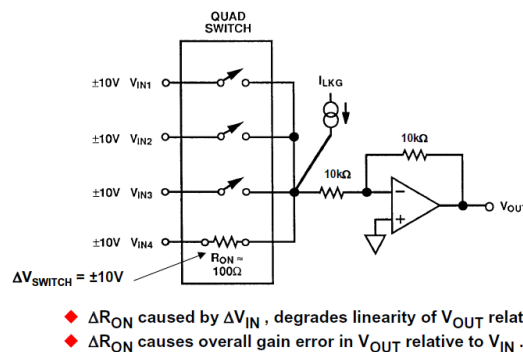 QUAD
SWITCH
±10V VIN1
±10V VIN2
±10V VIN3
±10V VIN4
ILKG
10kΩ
10kΩ
−
+
VOUT
RON ≈
100Ω
ΔVSWITCH = ±10V
◆ ΔRON caused by ΔVIN , degrades linearity of VOUT relat
◆ ΔRON causes overall gain error in VOUT relative to VIN .